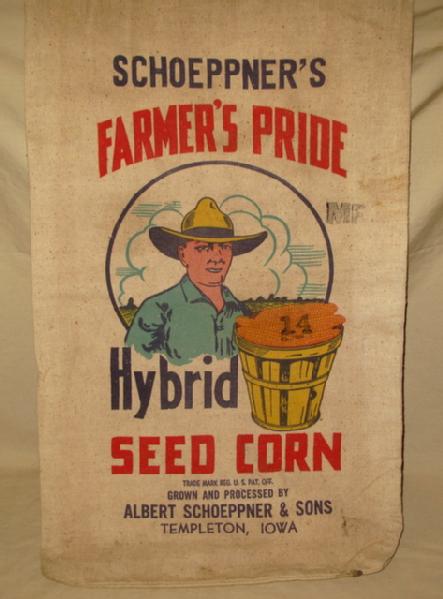 SCHOEPPNER'S
FARMER'S PRIDE
MF
14
Hybrid
SEED CORN
TRADE MARK REG. U. S. PAT. OFF.
GROWN AND PROCESSED BY
ALBERT SCHOEPPNER & SONS
TEMPLETON, IOWA